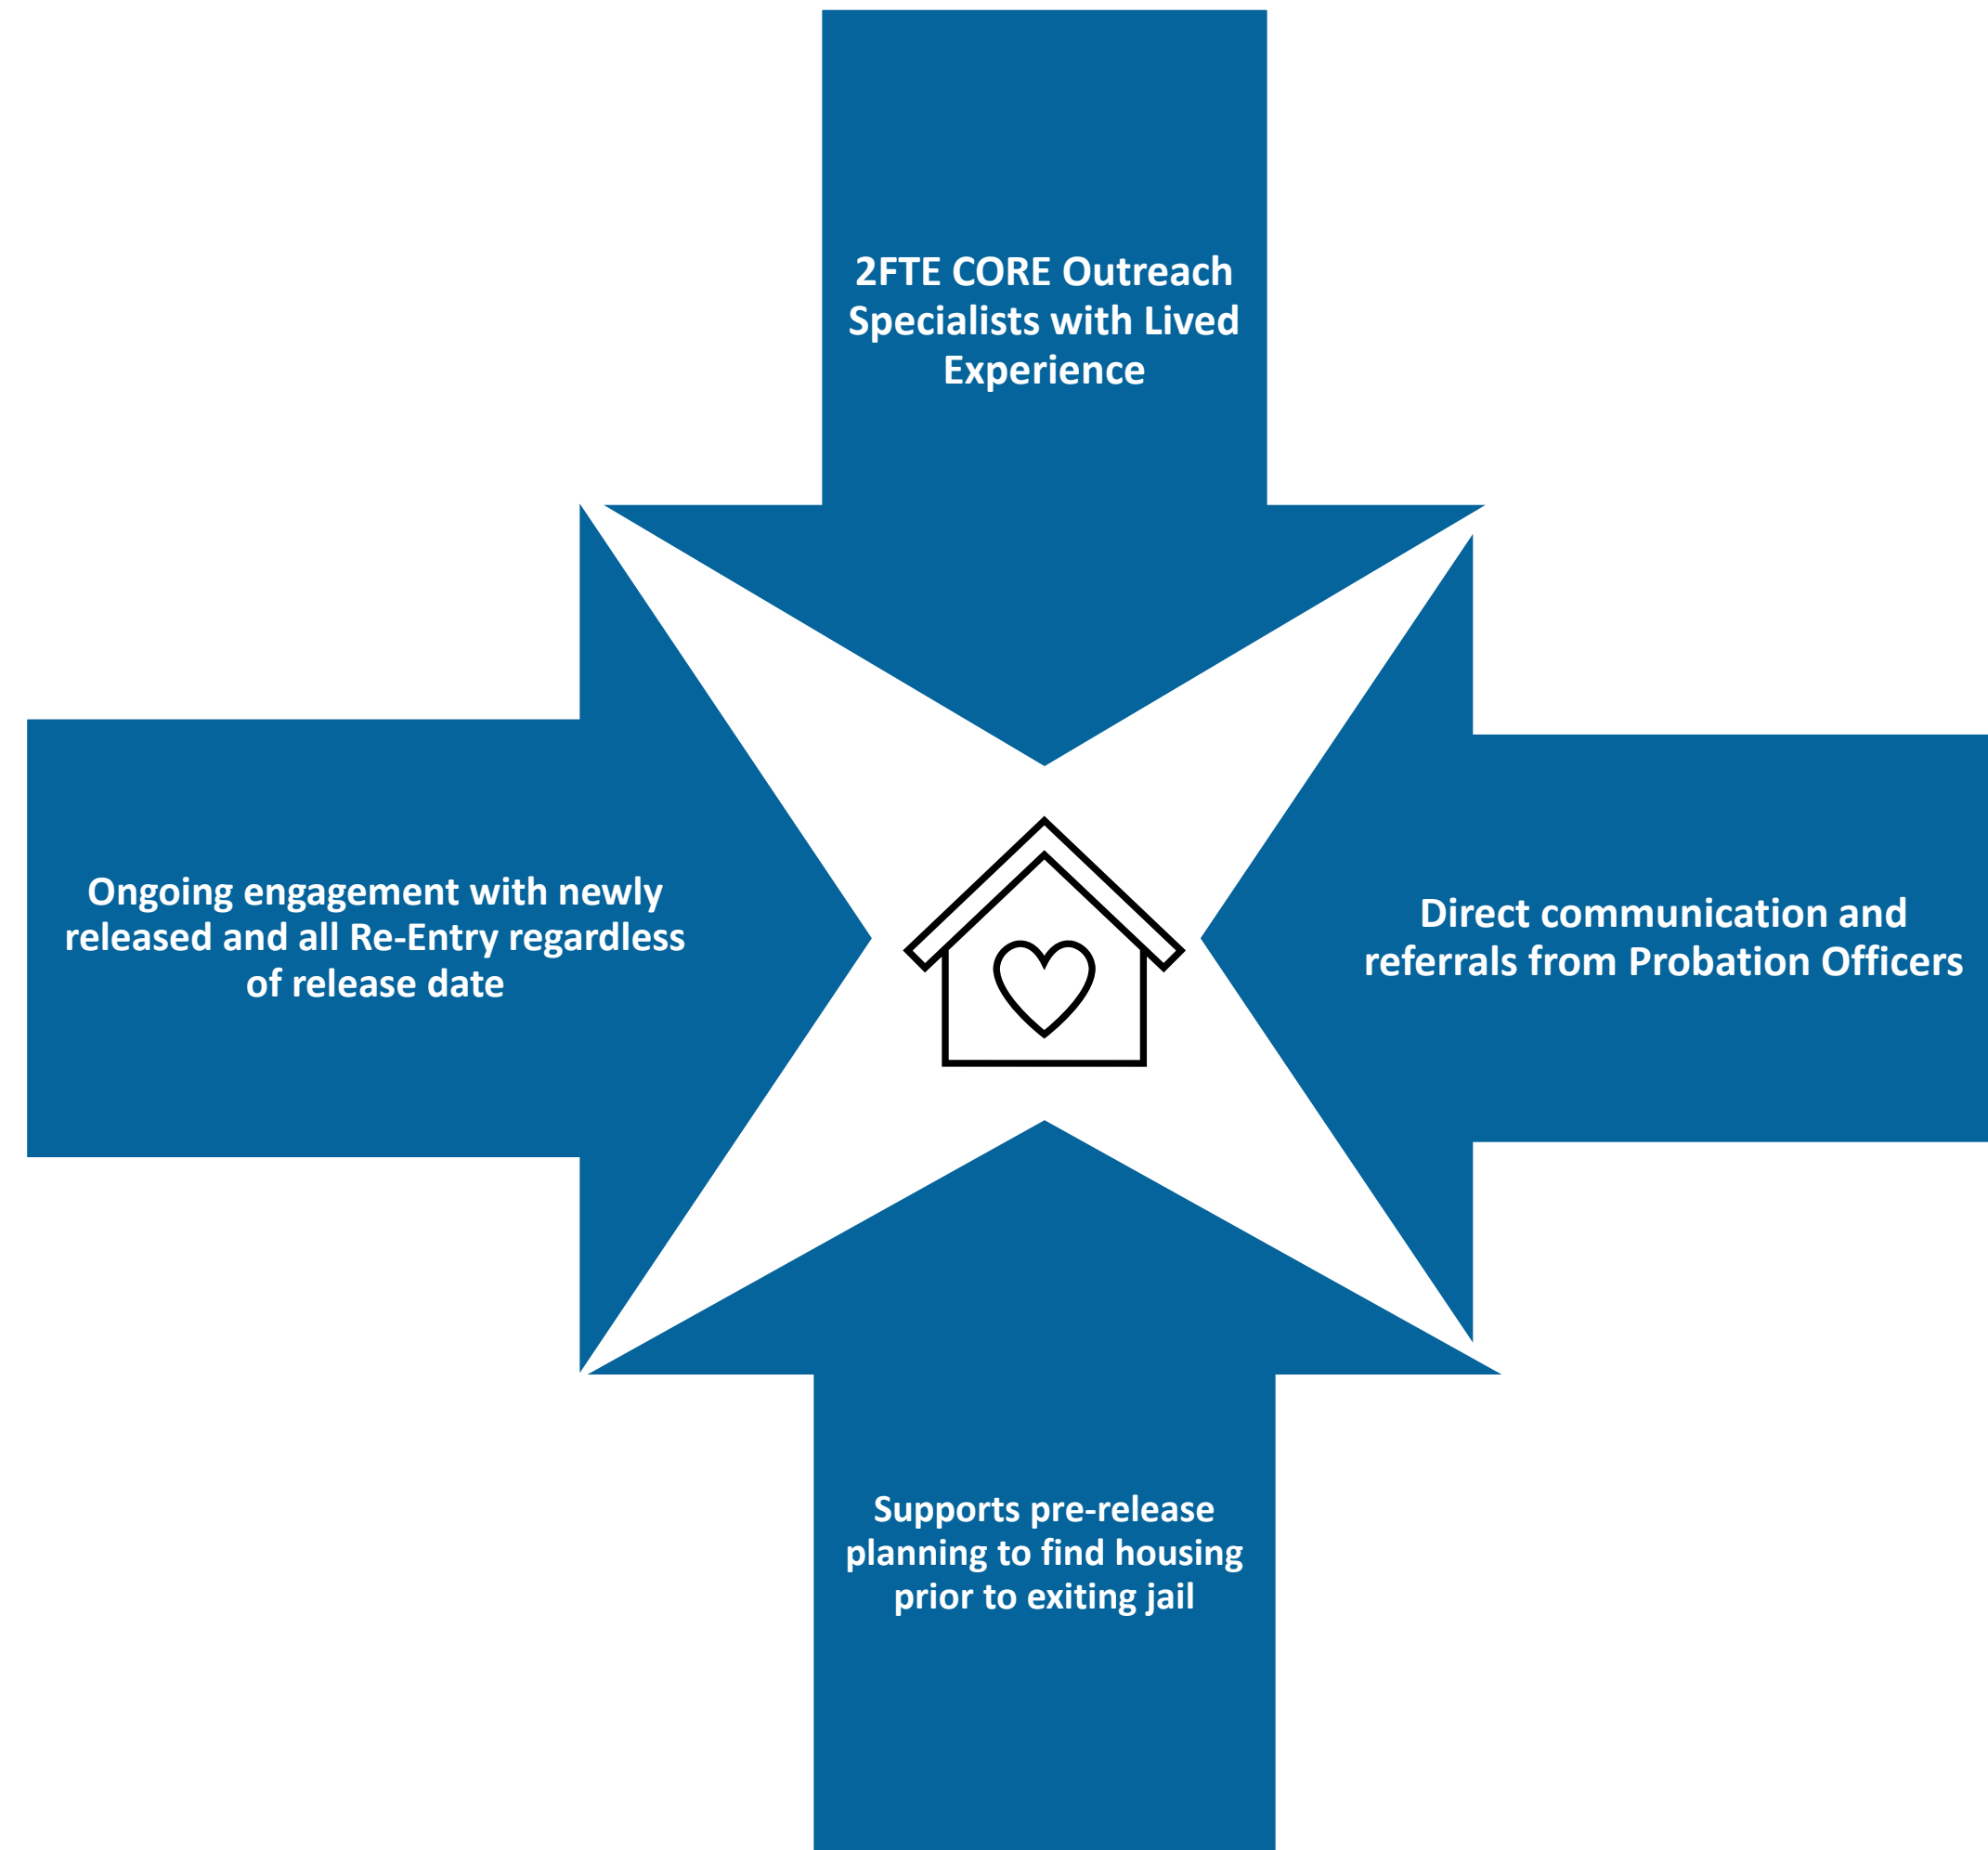 2FTE CORE Outreach
Specialists with Lived
Experience
Ongoing engagement with newly
released and all Re-Entry regardless
of release date
Direct communication and
referrals from Probation Officers
Supports pre-release
planning to find housing
prior to exiting jail